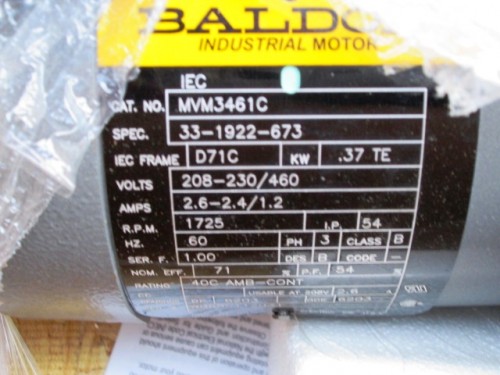 BALDO
INDUSTRIAL MOTOR
IEC
CAT. NO. MVM3461C
SPEC. 33-1922-673
IEC FRAME D71C KW .37 TE
VOLTS 208-230/460
AMPS 2.6-2.4/1.2
R.P.M. 1725 I.P. 54
HZ. 60 PH 3 CLASS B
SER. F. 1.00 DES B CODE -
NOM. EFF. 71 % P.F. 54 %
RATING 40C AMB-CONT
CC USABLE AT 208V 2.6 A